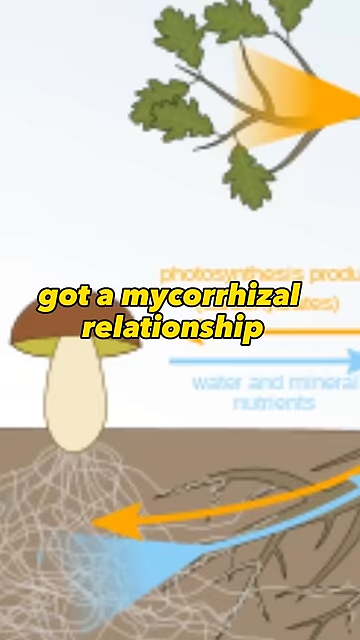 photosynthesis produ
got a mycorrhizal
relationship
water and mineral
nutrients